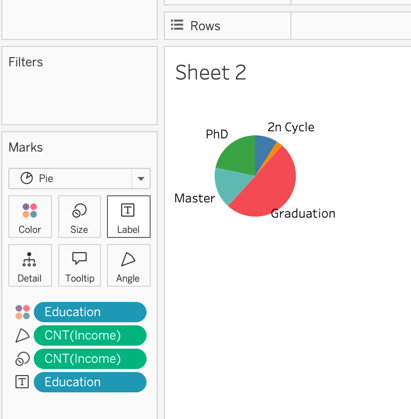 Rows
Filters
Sheet 2
PhD
2n Cycle
Master
Graduation
Marks
Pie
Color
Size
T
Label
Detail
Tooltip
Angle
Education
CNT(Income)
CNT(Income)
T
Education